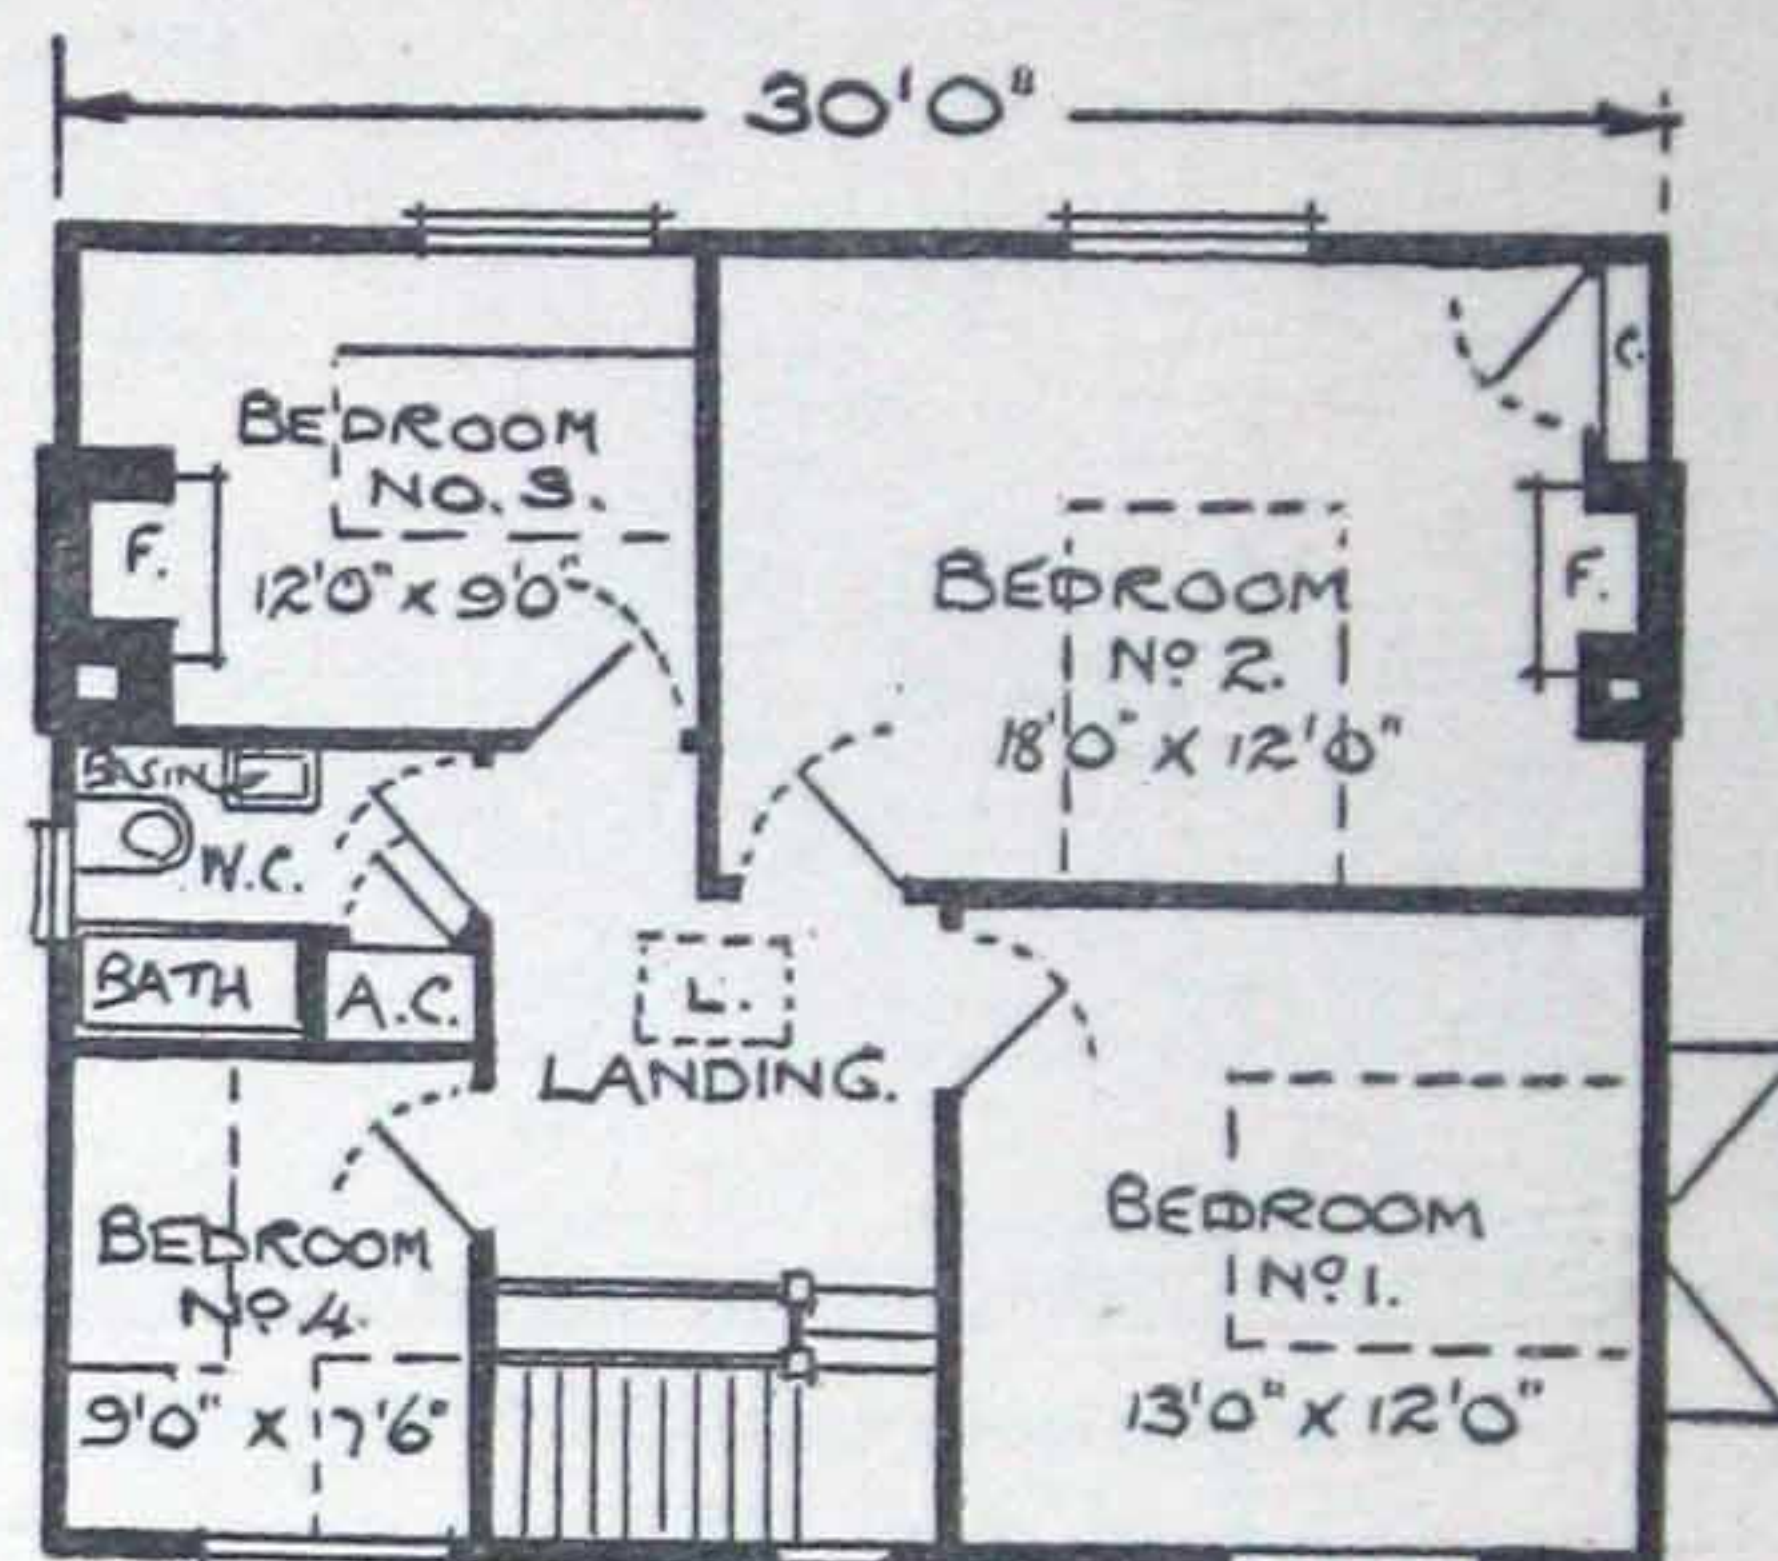 30'0"
BEDROOM
NO. 3.
12'0" x 9'0"
F.
C.
F.
BEDROOM
Nº 2.
18'0" x 12'0"
BASIN
W.C.
BATH
A.C.
L.
LANDING.
BEDROOM
Nº 4.
9'0" x 7'6"
BEDROOM
Nº 1.
13'0" x 12'0"